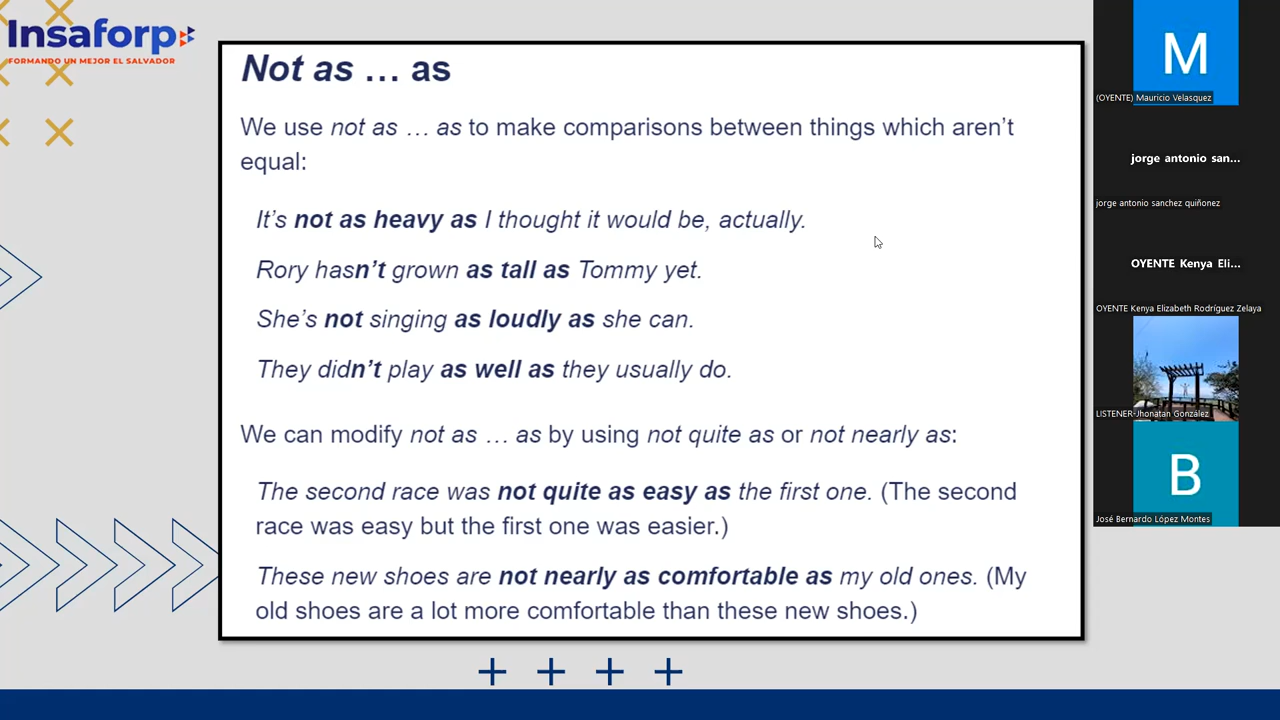 Insaforp
FORMANDO UN MEJOR EL SALVADOR
Not as … as
We use not as … as to make comparisons between things which aren’t
equal:
It’s not as heavy as I thought it would be, actually.
Rory hasn’t grown as tall as Tommy yet.
She’s not singing as loudly as she can.
They didn’t play as well as they usually do.
We can modify not as … as by using not quite as or not nearly as:
The second race was not quite as easy as the first one. (The second
race was easy but the first one was easier.)
These new shoes are not nearly as comfortable as my old ones. (My
old shoes are a lot more comfortable than these new shoes.)
M
(OYENTE) Mauricio Velasquez
jorge antonio san...
jorge antonio sanchez quiñonez
OYENTE Kenya Eli...
OYENTE Kenya Elizabeth Rodríguez Zelaya
LISTENER-Jhonatan González
B
José Bernardo López Montes